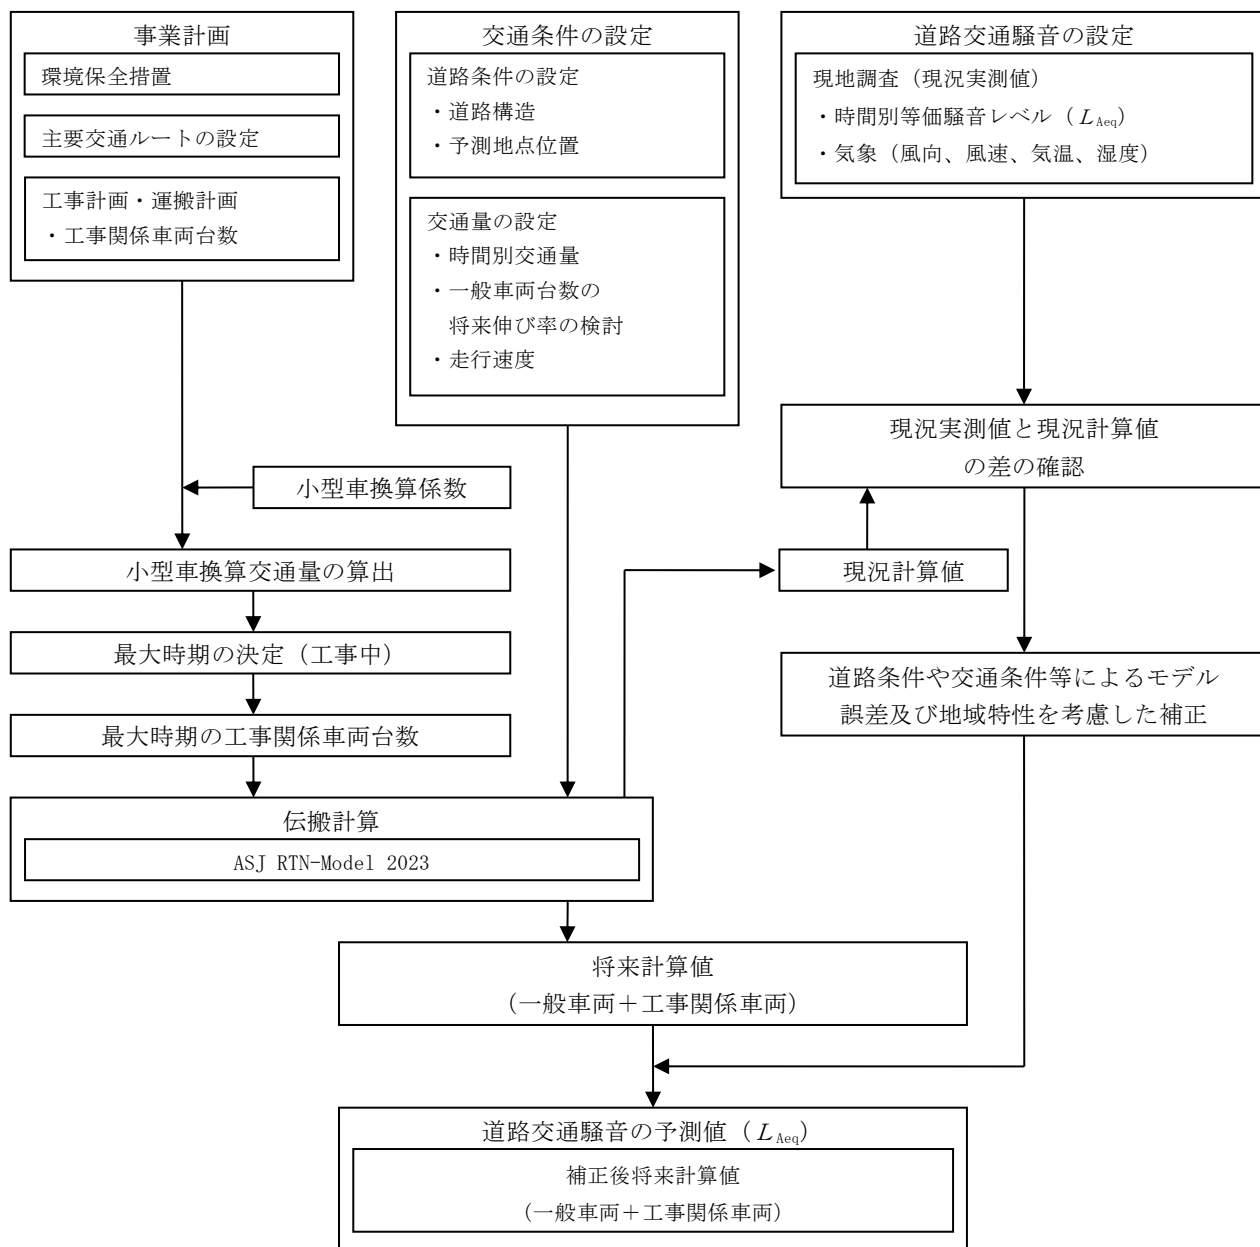 事業計画
環境保全措置
主要交通ルートの設定
工事計画・運搬計画
・工事関係車両台数
交通条件の設定
道路条件の設定
・道路構造
・予測地点位置
交通量の設定
・時間別交通量
・一般車両台数の
将来伸び率の検討
・走行速度
道路交通騒音の設定
現地調査（現況実測値）
・時間別等価騒音レベル（LAeq）
・気象（風向、風速、気温、湿度）
現況実測値と現況計算値
の差の確認
小型車換算係数
小型車換算交通量の算出
現況計算値
最大時期の決定（工事中）
最大時期の工事関係車両台数
道路条件や交通条件等によるモデル
誤差及び地域特性を考慮した補正
伝搬計算
ASJ RTN-Model 2023
将来計算値
（一般車両＋工事関係車両）
道路交通騒音の予測値（LAeq）
補正後将来計算値
（一般車両＋工事関係車両）